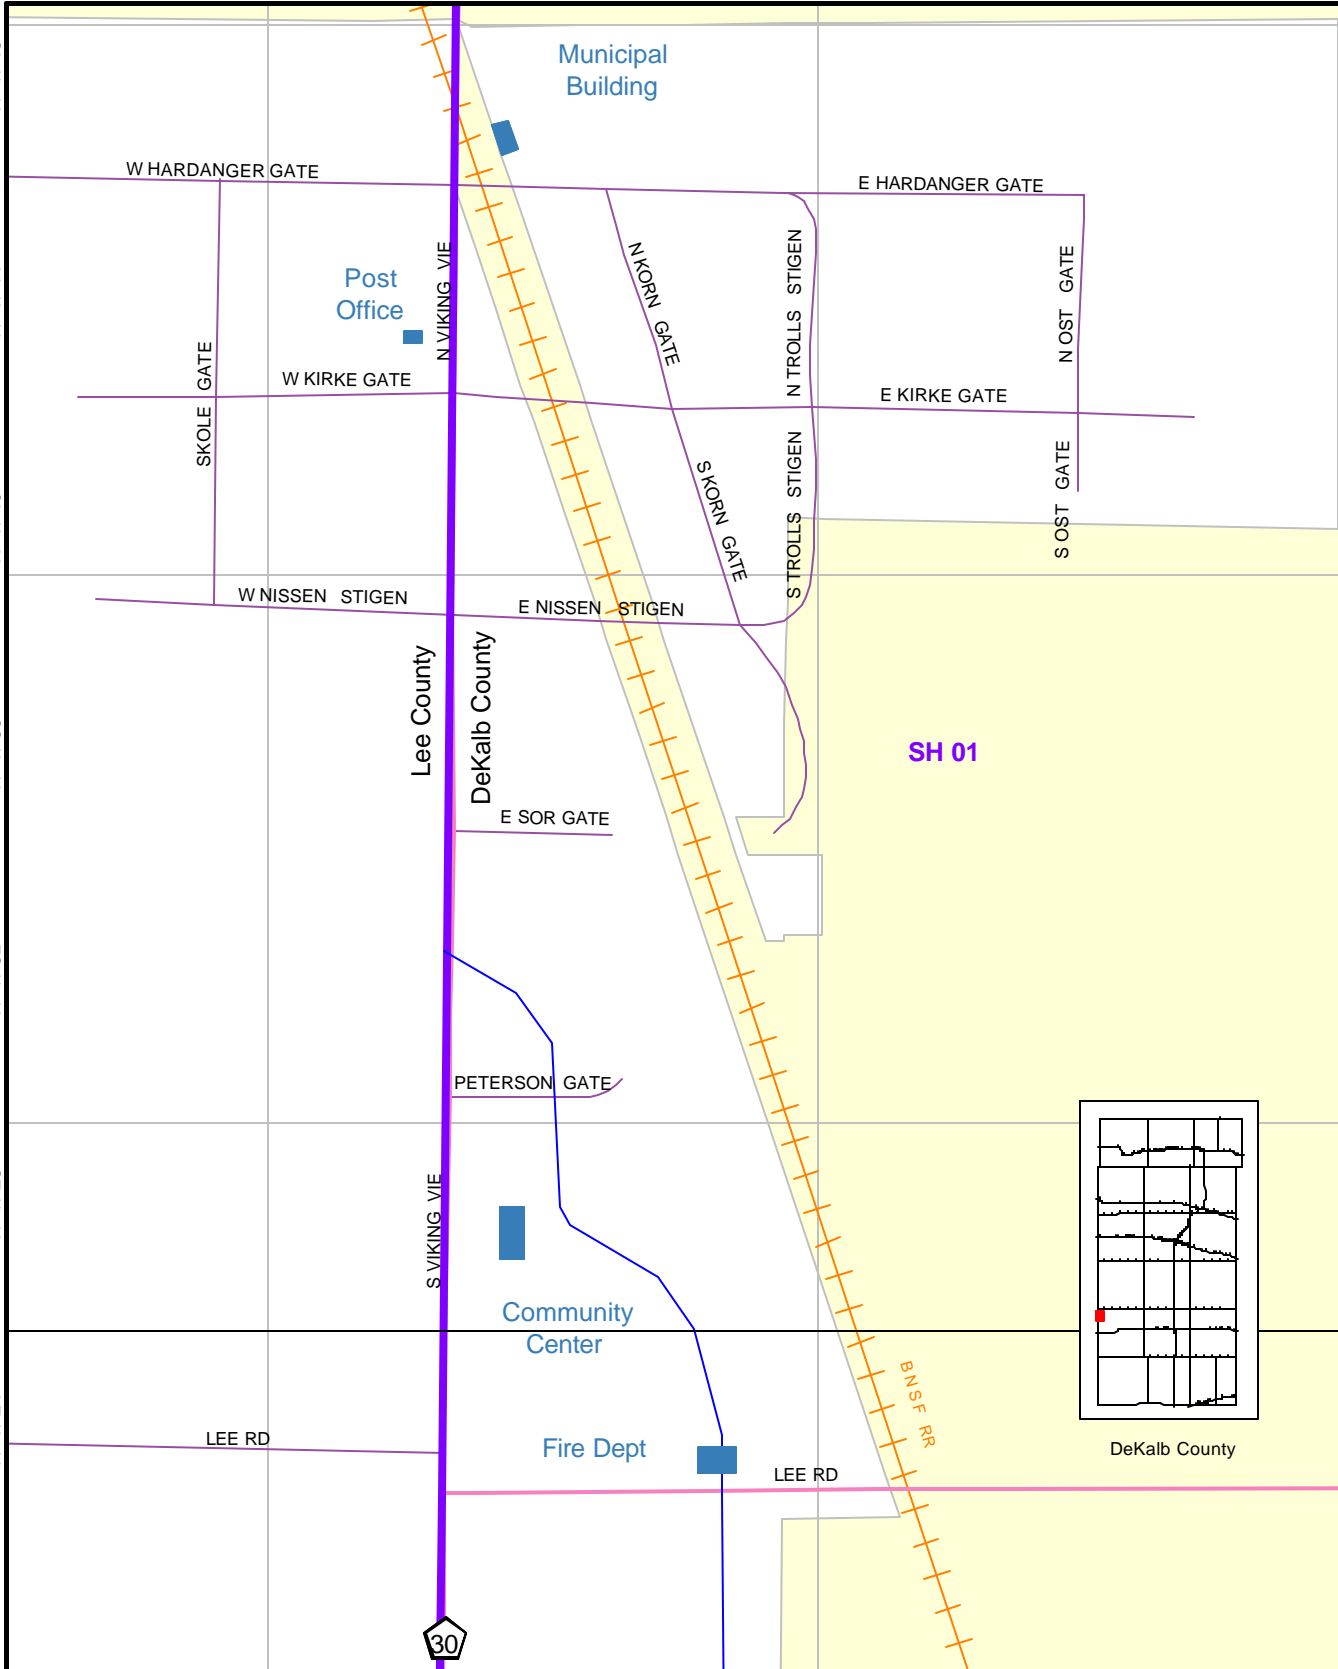 Municipal
Building
W HARDANGER GATE
E HARDANGER GATE
N VIKING VIE
N KORN GATE
N TROLLS STIGEN
N OST GATE
Post
Office
SKOLE GATE
W KIRKE GATE
E KIRKE GATE
S KORN GATE
S TROLLS STIGEN
S OST GATE
W NISSEN STIGEN
E NISSEN STIGEN
Lee County
DeKalb County
SH 01
E SOR GATE
PETERSON GATE
S VIKING VIE
Community
Center
BNSF RR
LEE RD
Fire Dept
LEE RD
DeKalb County
30